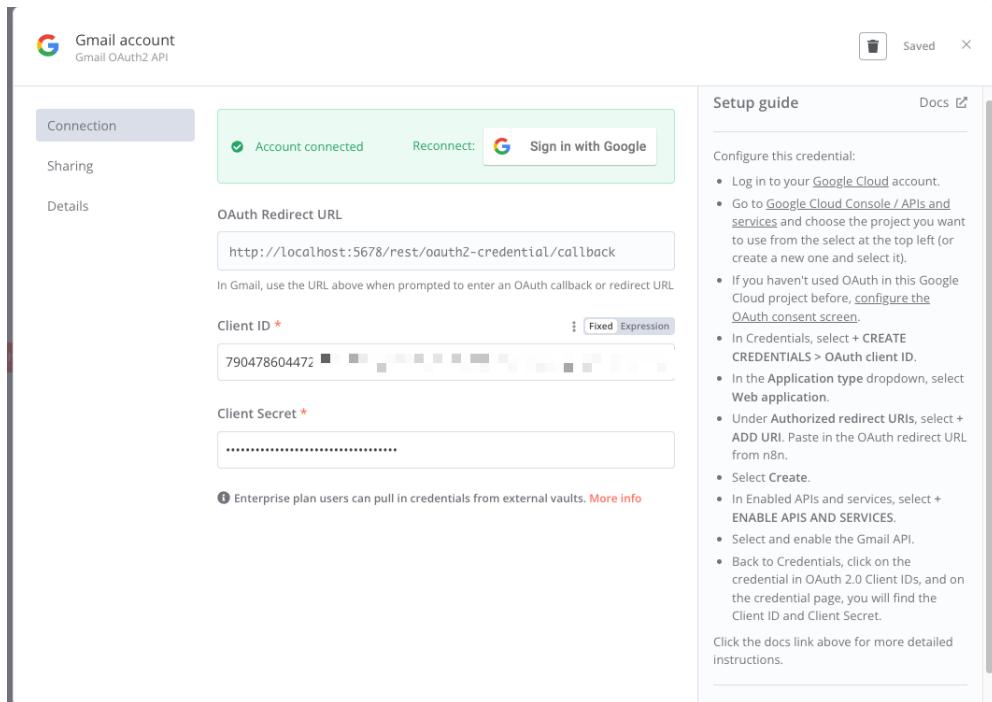 Gmail account
Gmail OAuth2 API
Saved
Connection
Sharing
Details
Account connected
Reconnect:
Sign in with Google
OAuth Redirect URL
http://localhost:5678/rest/oauth2-credential/callback
In Gmail, use the URL above when prompted to enter an OAuth callback or redirect URL
Client ID *
Fixed Expression
790478604472
Client Secret *
••••••••••••••••••••••••••••••••••
Enterprise plan users can pull in credentials from external vaults. More info
Setup guide
Docs
Configure this credential:
• Log in to your Google Cloud account.
• Go to Google Cloud Console / APIs and
services and choose the project you want
to use from the select at the top left (or
create a new one and select it).
• If you haven't used OAuth in this Google
Cloud project before, configure the
OAuth consent screen.
• In Credentials, select + CREATE
CREDENTIALS > OAuth client ID.
• In the Application type dropdown, select
Web application.
• Under Authorized redirect URIs, select +
ADD URI. Paste in the OAuth redirect URL
from n8n.
• Select Create.
• In Enabled APIs and services, select +
ENABLE APIS AND SERVICES.
• Select and enable the Gmail API.
• Back to Credentials, click on the
credential in OAuth 2.0 Client IDs, and on
the credential page, you will find the
Client ID and Client Secret.
Click the docs link above for more detailed
instructions.